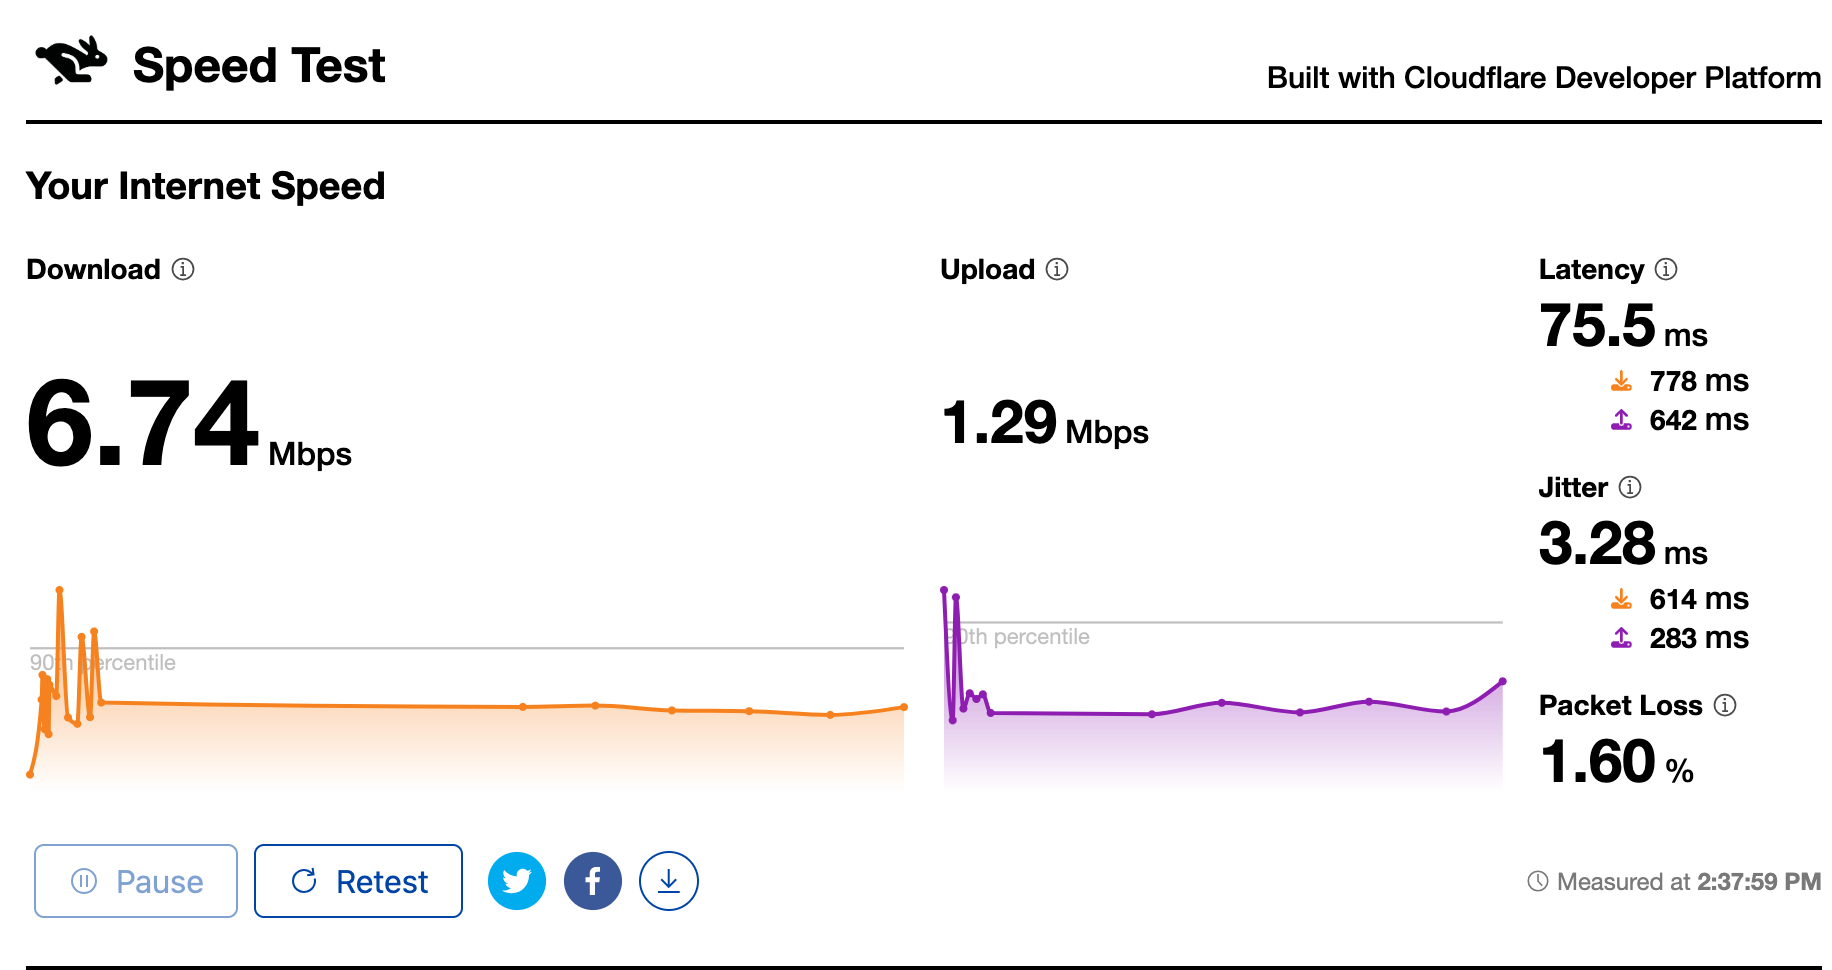 Speed Test
Built with Cloudflare Developer Platform
Your Internet Speed
Download
6.74 Mbps
90th percentile
Upload
1.29 Mbps
90th percentile
Latency
75.5 ms
778 ms
642 ms
Jitter
3.28 ms
614 ms
283 ms
Packet Loss
1.60 %
Pause
Retest
Measured at 2:37:59 PM